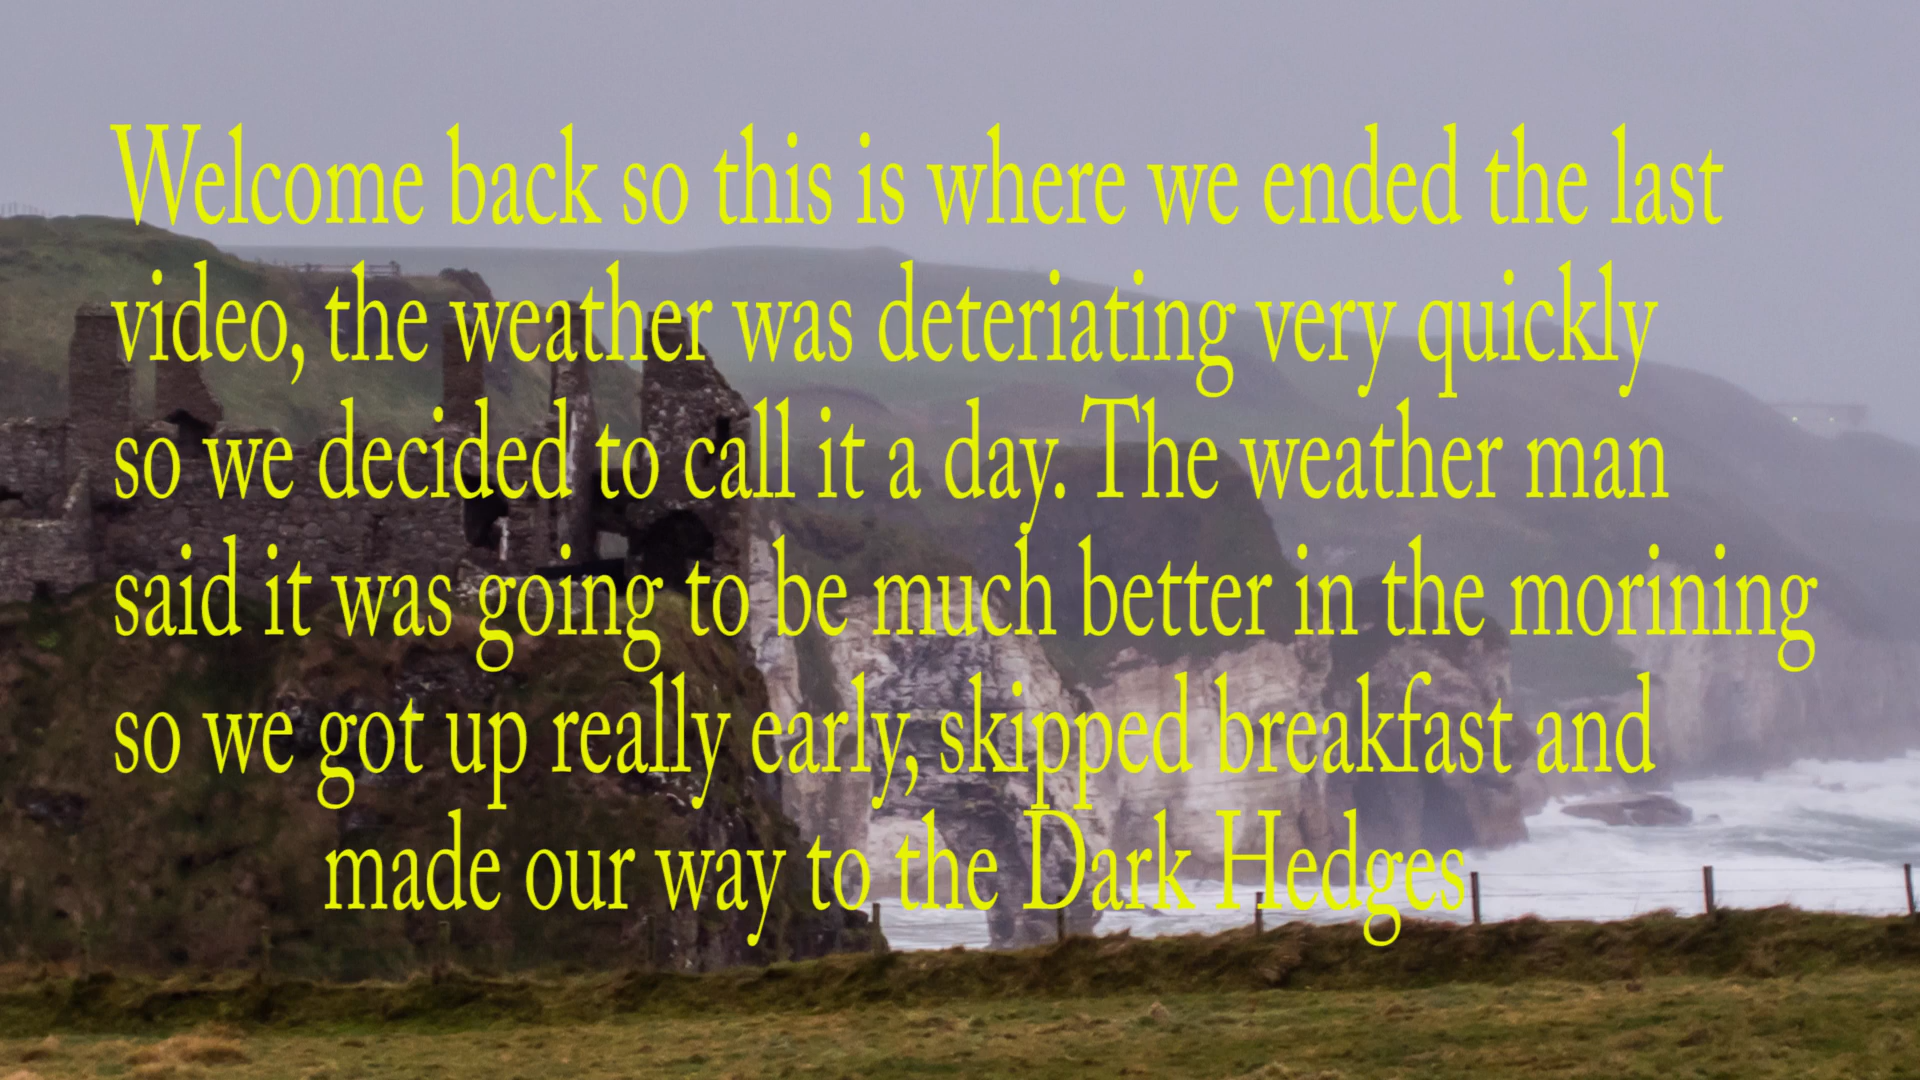 Welcome back so this is where we ended the last
video, the weather was deteriating very quickly
so we decided to call it a day. The weather man
said it was going to be much better in the morining
so we got up really early, skipped breakfast and
made our way to the Dark Hedges